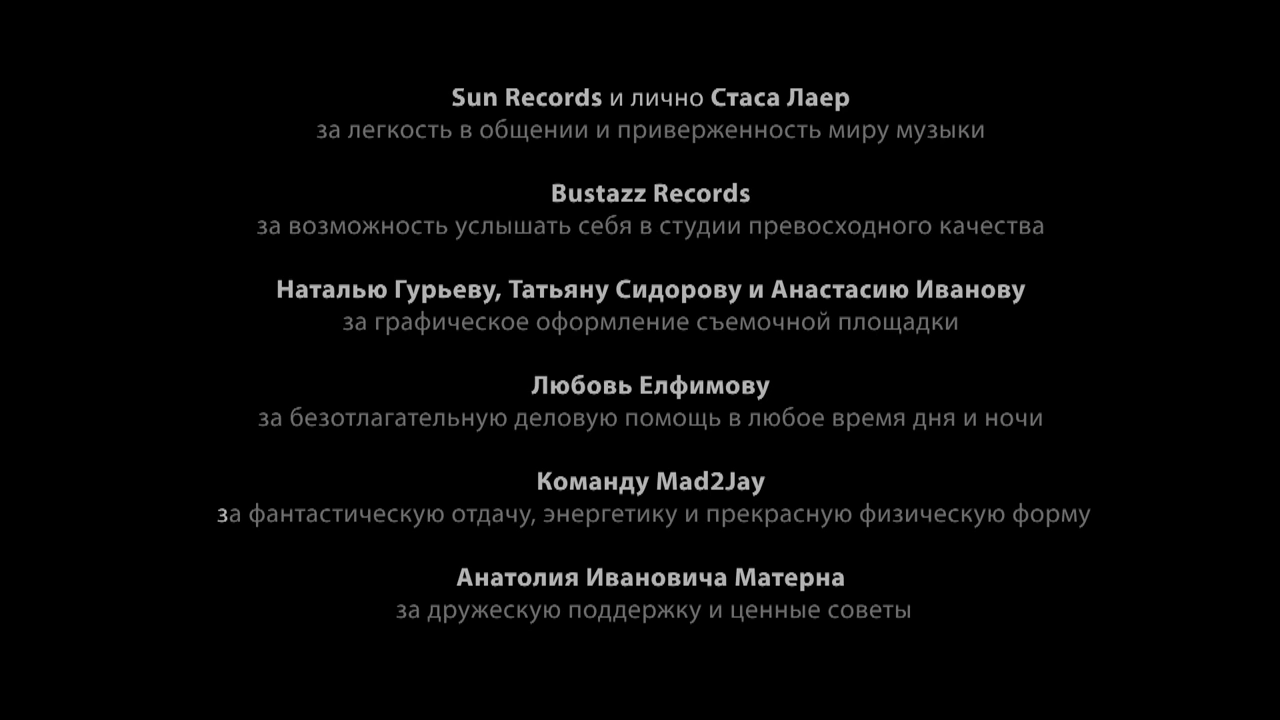 Sun Records и лично Стаса Лаер
за легкость в общении и приверженность миру музыки
Bustazz Records
за возможность услышать себя в студии превосходного качества
Наталью Гурьеву, Татьяну Сидорову и Анастасию Иванову
за графическое оформление съемочной площадки
Любовь Елфимову
за безотлагательную деловую помощь в любое время дня и ночи
Команду Mad2Jay
за фантастическую отдачу, энергетику и прекрасную физическую форму
Анатолия Ивановича Матерна
за дружескую поддержку и ценные советы